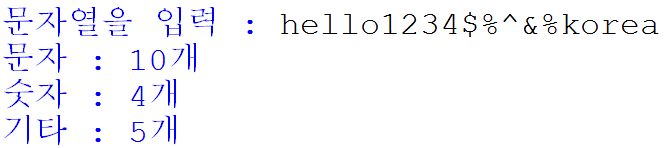 문자열을 입력 : hello1234$%^&%korea
문자 : 10개
숫자 : 4개
기타 : 5개